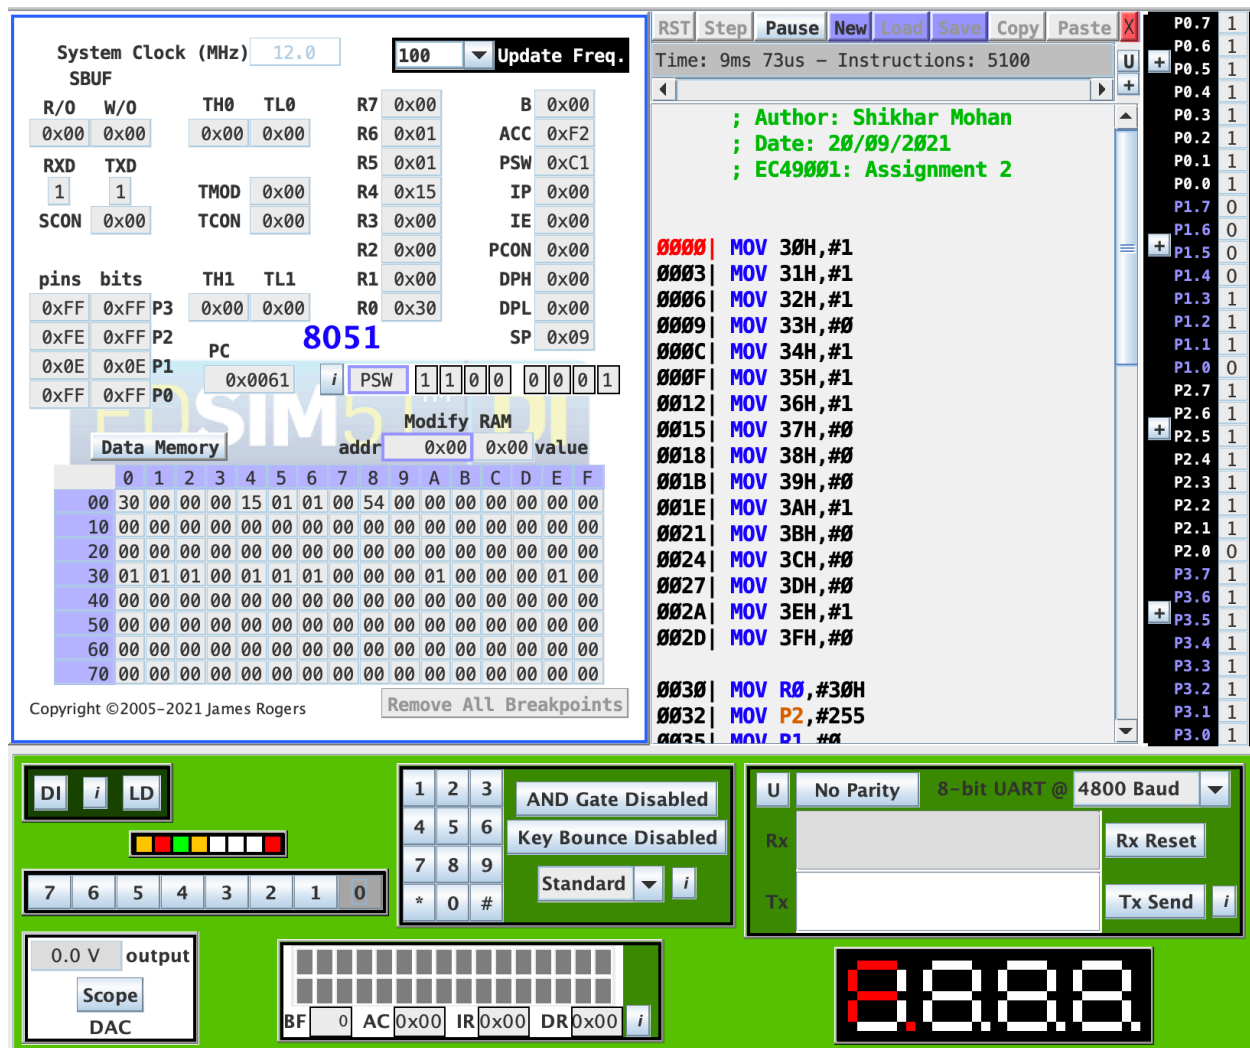 System Clock (MHz) 12.0
100 Update Freq.
SBUF
R/O W/O TH0 TL0 R7 0x00 B 0x00
0x00 0x00 0x00 0x00 R6 0x01 ACC 0xF2
RXD TXD R5 0x01 PSW 0xC1
1 1 TMOD 0x00 R4 0x15 IP 0x00
SCON 0x00 TCON 0x00 R3 0x00 IE 0x00
R2 0x00 PCON 0x00
pins bits TH1 TL1 R1 0x00 DPH 0x00
0xFF 0xFF P3 0x00 0x00 R0 0x30 DPL 0x00
0xFE 0xFF P2 8051 SP 0x09
0x0E 0x0E P1 PC
0x0061 i PSW 1 1 0 0 0 0 0 1
0xFF 0xFF P0
Modify RAM
Data Memory addr 0x00 0x00 value
0 1 2 3 4 5 6 7 8 9 A B C D E F
00 30 00 00 00 15 01 01 00 54 00 00 00 00 00 00 00
10 00 00 00 00 00 00 00 00 00 00 00 00 00 00 00 00
20 00 00 00 00 00 00 00 00 00 00 00 00 00 00 00 00
30 01 01 01 00 01 01 01 00 00 00 01 00 00 00 01 00
40 00 00 00 00 00 00 00 00 00 00 00 00 00 00 00 00
50 00 00 00 00 00 00 00 00 00 00 00 00 00 00 00 00
60 00 00 00 00 00 00 00 00 00 00 00 00 00 00 00 00
70 00 00 00 00 00 00 00 00 00 00 00 00 00 00 00 00
Copyright ©2005-2021 James Rogers Remove All Breakpoints
RST Step Pause New Load Save Copy Paste X
Time: 9ms 73us - Instructions: 5100 U
+
; Author: Shikhar Mohan
; Date: 20/09/2021
; EC49001: Assignment 2
0000| MOV 30H,#1
0003| MOV 31H,#1
0006| MOV 32H,#1
0009| MOV 33H,#0
000C| MOV 34H,#1
000F| MOV 35H,#1
0012| MOV 36H,#1
0015| MOV 37H,#0
0018| MOV 38H,#0
001B| MOV 39H,#0
001E| MOV 3AH,#1
0021| MOV 3BH,#0
0024| MOV 3CH,#0
0027| MOV 3DH,#0
002A| MOV 3EH,#1
002D| MOV 3FH,#0
0030| MOV R0,#30H
0032| MOV P2,#255
0035| MOV R1,#0
P0.7 1
P0.6 1
+ P0.5 1
P0.4 1
P0.3 1
P0.2 1
P0.1 1
P0.0 1
P1.7 0
P1.6 0
+ P1.5 0
P1.4 0
P1.3 1
P1.2 1
P1.1 1
P1.0 0
P2.7 1
P2.6 1
+ P2.5 1
P2.4 1
P2.3 1
P2.2 1
P2.1 1
P2.0 0
P3.7 1
P3.6 1
+ P3.5 1
P3.4 1
P3.3 1
P3.2 1
P3.1 1
P3.0 1
DI i LD
7 6 5 4 3 2 1 0
0.0 V output
Scope
DAC
1 2 3
4 5 6
7 8 9
* 0 #
AND Gate Disabled
Key Bounce Disabled
Standard i
BF 0 AC 0x00 IR 0x00 DR 0x00 i
U No Parity 8-bit UART @ 4800 Baud
Rx Rx Reset
Tx Tx Send i